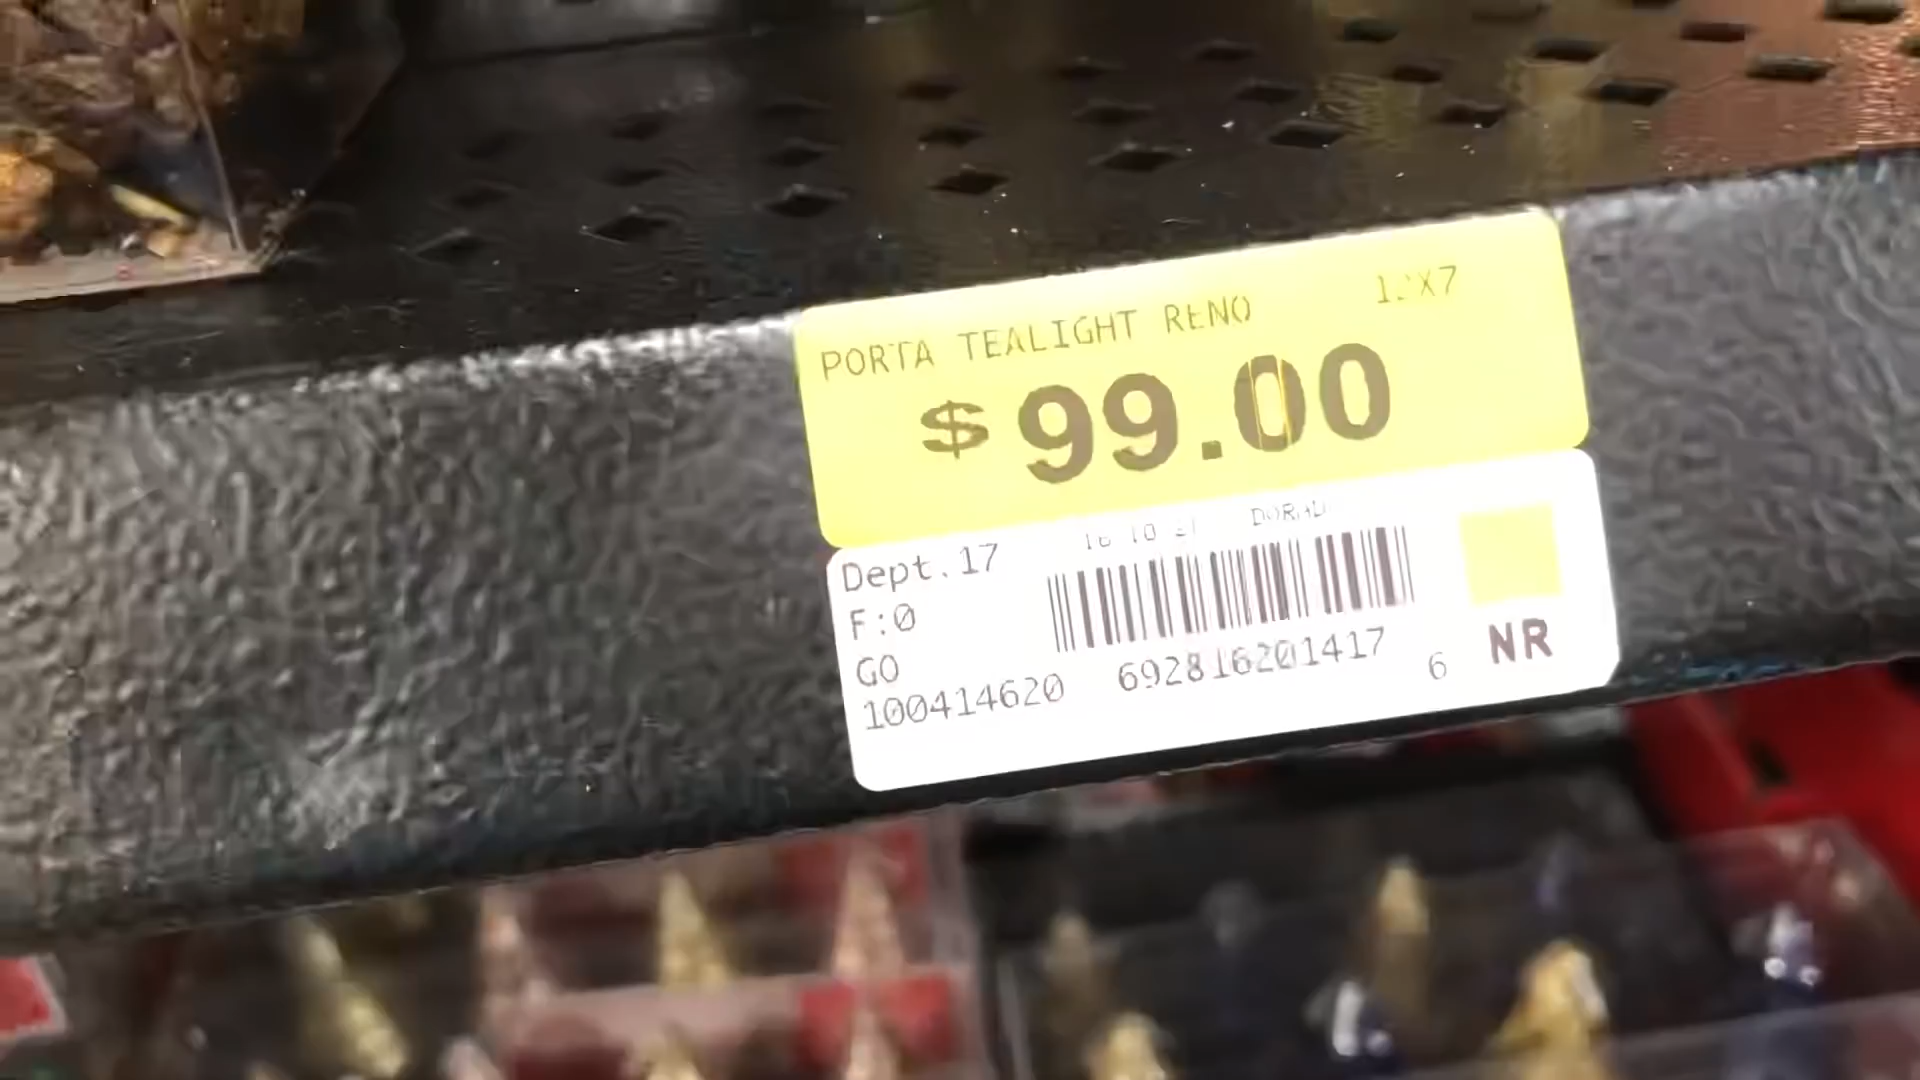 PORTA TEALIGHT RENO
$99.00
Dept.17
F:0
GO
100414620 692816201417 6 NR